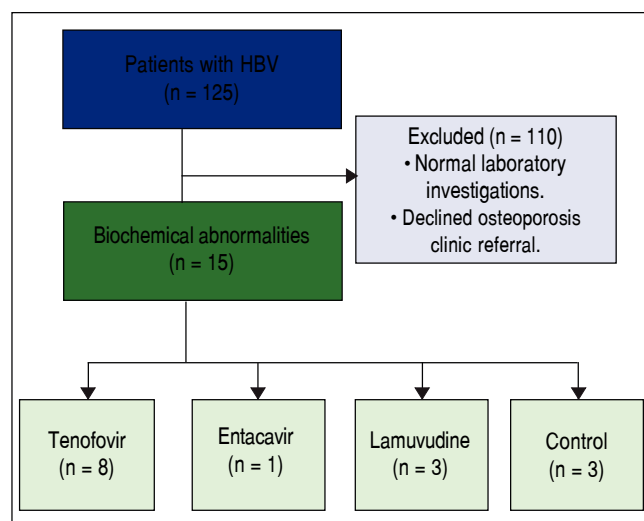 Patients with HBV
(n = 125)
Excluded (n = 110)
• Normal laboratory
investigations.
• Declined osteoporosis
clinic referral.
Biochemical abnormalities
(n = 15)
Tenofovir
(n = 8)
Entacavir
(n = 1)
Lamuvudine
(n = 3)
Control
(n = 3)